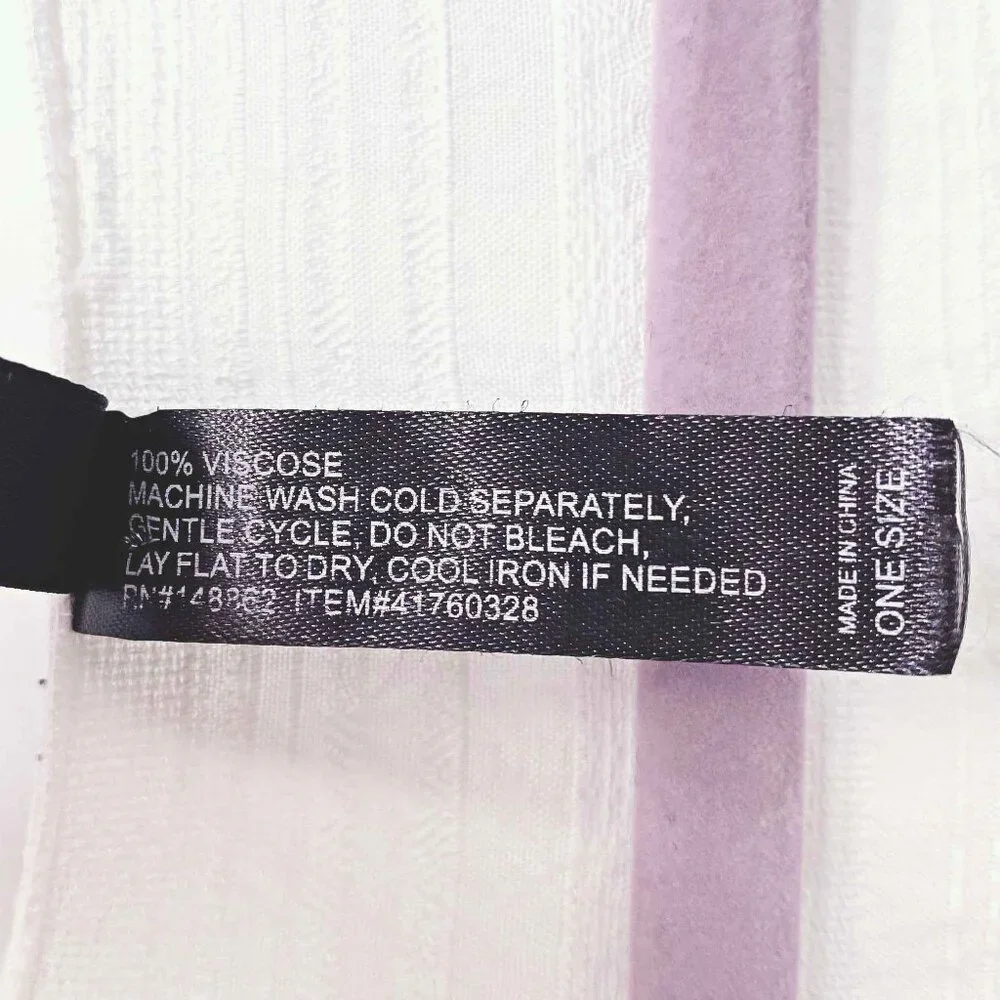 100% VISCOSE
MACHINE WASH COLD SEPARATELY,
GENTLE CYCLE, DO NOT BLEACH,
LAY FLAT TO DRY, COOL IRON IF NEEDED
ITEM#41760328
MADE IN CHINA
ONE SIZE